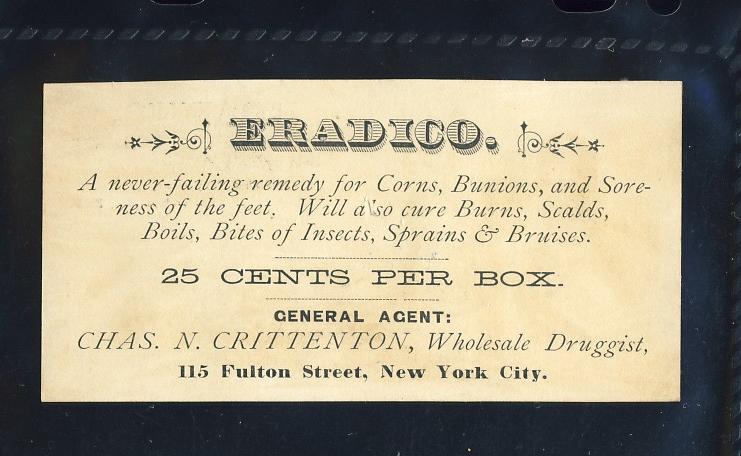 ERADICO.
A never-failing remedy for Corns, Bunions, and Sore-
ness of the feet. Will also cure Burns, Scalds,
Boils, Bites of Insects, Sprains & Bruises.
25 CENTS PER BOX.
GENERAL AGENT:
CHAS. N. CRITTENTON, Wholesale Druggist,
115 Fulton Street, New York City.